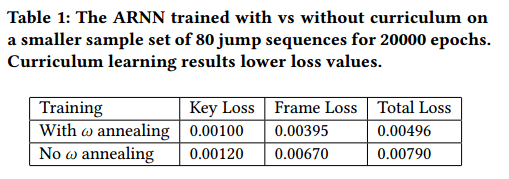 Table 1: The ARNN trained with vs without curriculum on
a smaller sample set of 80 jump sequences for 20000 epochs.
Curriculum learning results lower loss values.
Training Key Loss Frame Loss Total Loss
With ω annealing 0.00100 0.00395 0.00496
No ω annealing 0.00120 0.00670 0.00790